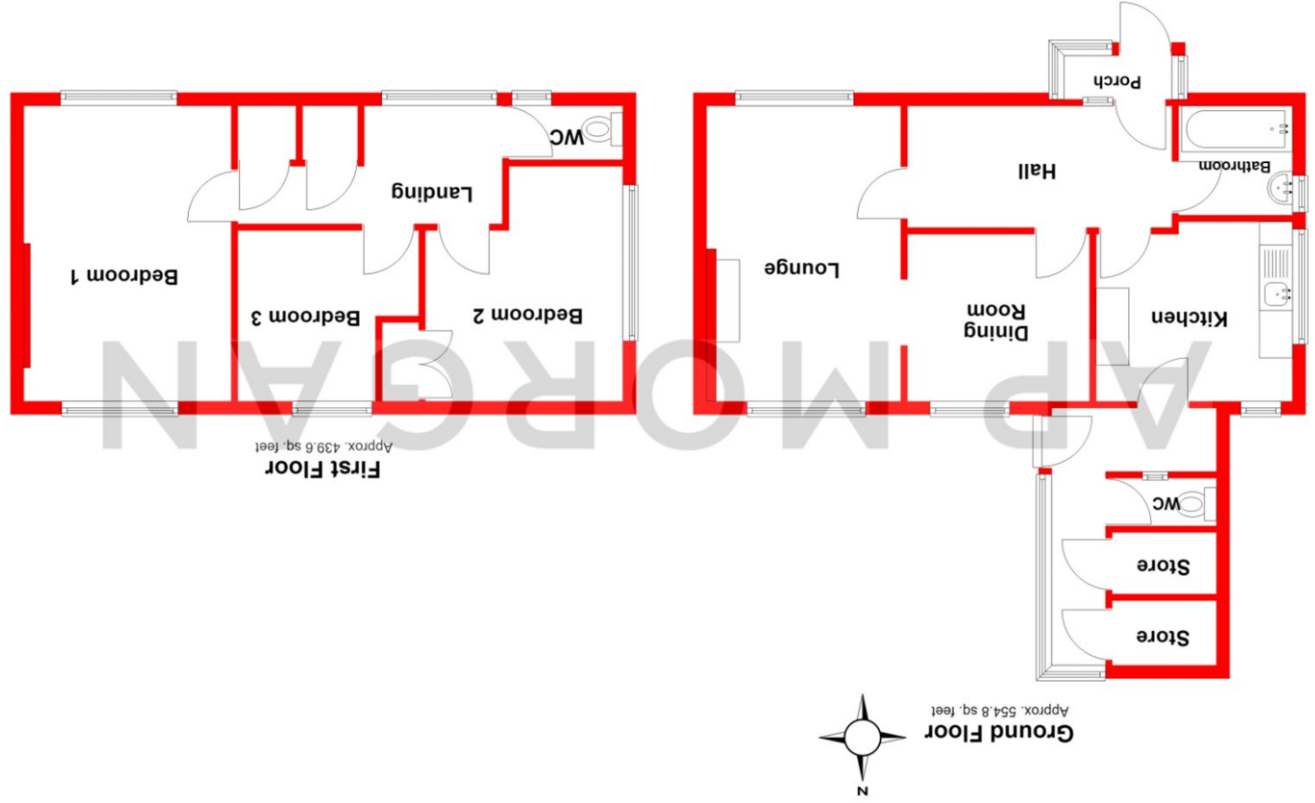 N
Ground Floor
Approx. 554.8 sq. feet
Store
Store
WC
Kitchen
Dining
Room
Lounge
Bathroom
Hall
Porch
First Floor
Approx. 439.6 sq. feet
Bedroom 2
Bedroom 3
Bedroom 1
Landing
WC
AP MORGAN